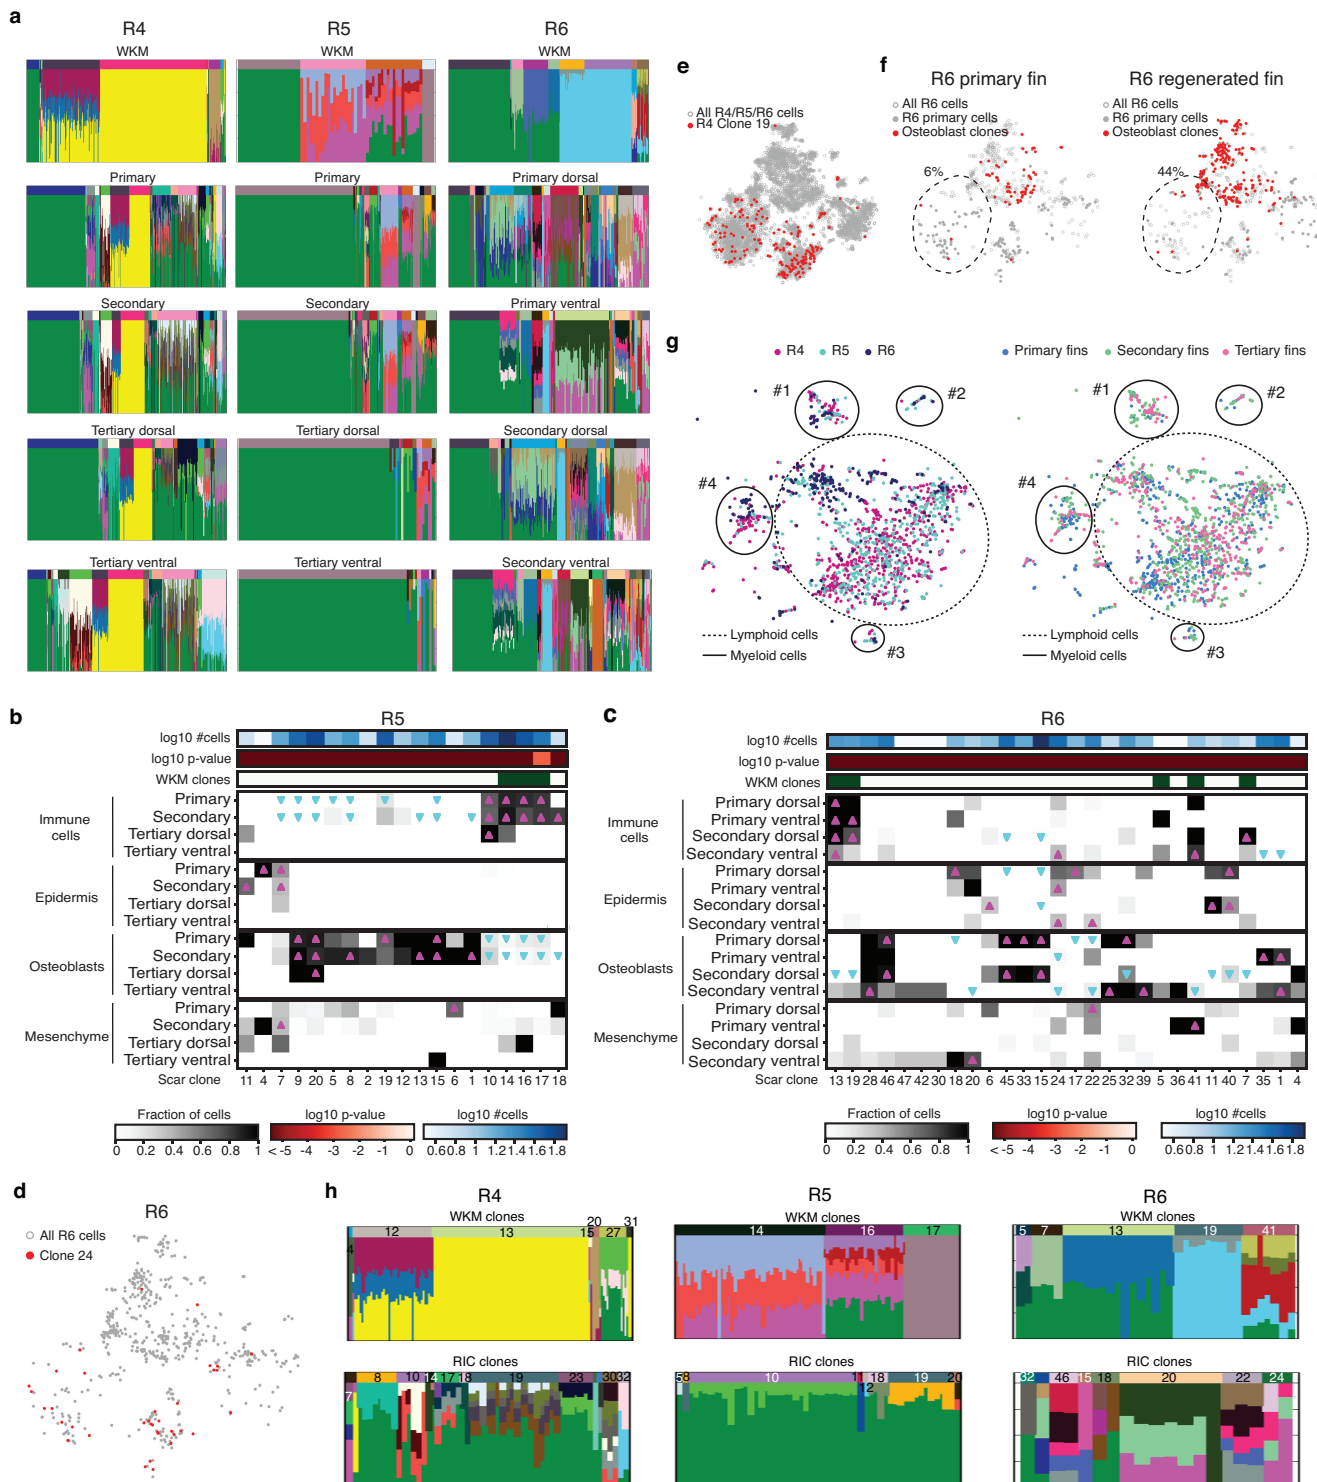 a
R4
WKM
R5
WKM
R6
WKM
Primary
Primary
Primary dorsal
Secondary
Secondary
Primary ventral
Tertiary dorsal
Tertiary dorsal
Secondary dorsal
Tertiary ventral
Tertiary ventral
Secondary ventral
e
All R4/R5/R6 cells
R4 Clone 19
f
R6 primary fin
All R6 cells
R6 primary cells
Osteoblast clones
6%
R6 regenerated fin
All R6 cells
R6 primary cells
Osteoblast clones
44%
g
R4 R5 R6
#1
#2
#4
#3
Lymphoid cells
Myeloid cells
Primary fins Secondary fins Tertiary fins
#1
#2
#4
#3
Lymphoid cells
Myeloid cells
b
R5
log10 #cells
log10 p-value
WKM clones
Immune cells
Primary
Secondary
Tertiary dorsal
Tertiary ventral
Epidermis
Primary
Secondary
Tertiary dorsal
Tertiary ventral
Osteoblasts
Primary
Secondary
Tertiary dorsal
Tertiary ventral
Mesenchyme
Primary
Secondary
Tertiary dorsal
Tertiary ventral
Scar clone
11 4 7 9 20 5 8 2 19 12 13 15 6 1 10 14 16 17 18
Fraction of cells
0 0.2 0.4 0.6 0.8 1
log10 p-value
< -5 -4 -3 -2 -1 0
log10 #cells
0.6 0.8 1 1.2 1.4 1.6 1.8
c
R6
log10 #cells
log10 p-value
WKM clones
Immune cells
Primary dorsal
Primary ventral
Secondary dorsal
Secondary ventral
Epidermis
Primary dorsal
Primary ventral
Secondary dorsal
Secondary ventral
Osteoblasts
Primary dorsal
Primary ventral
Secondary dorsal
Secondary ventral
Mesenchyme
Primary dorsal
Primary ventral
Secondary dorsal
Secondary ventral
Scar clone
13 19 28 46 47 42 30 18 20 6 45 33 15 24 17 22 25 32 39 5 36 41 11 40 7 35 1 4
Fraction of cells
0 0.2 0.4 0.6 0.8 1
log10 p-value
< -5 -4 -3 -2 -1 0
log10 #cells
0.6 0.8 1 1.2 1.4 1.6 1.8
d
R6
All R6 cells
Clone 24
h
R4
WKM clones
4 12 13 15 20 27 31
RIC clones
7 8 10 14 17 18 19 23 30 32
R5
WKM clones
14 16 17
RIC clones
5 8 10 11 12 18 19 20
R6
WKM clones
5 7 13 19 41
RIC clones
32 46 15 18 20 22 24